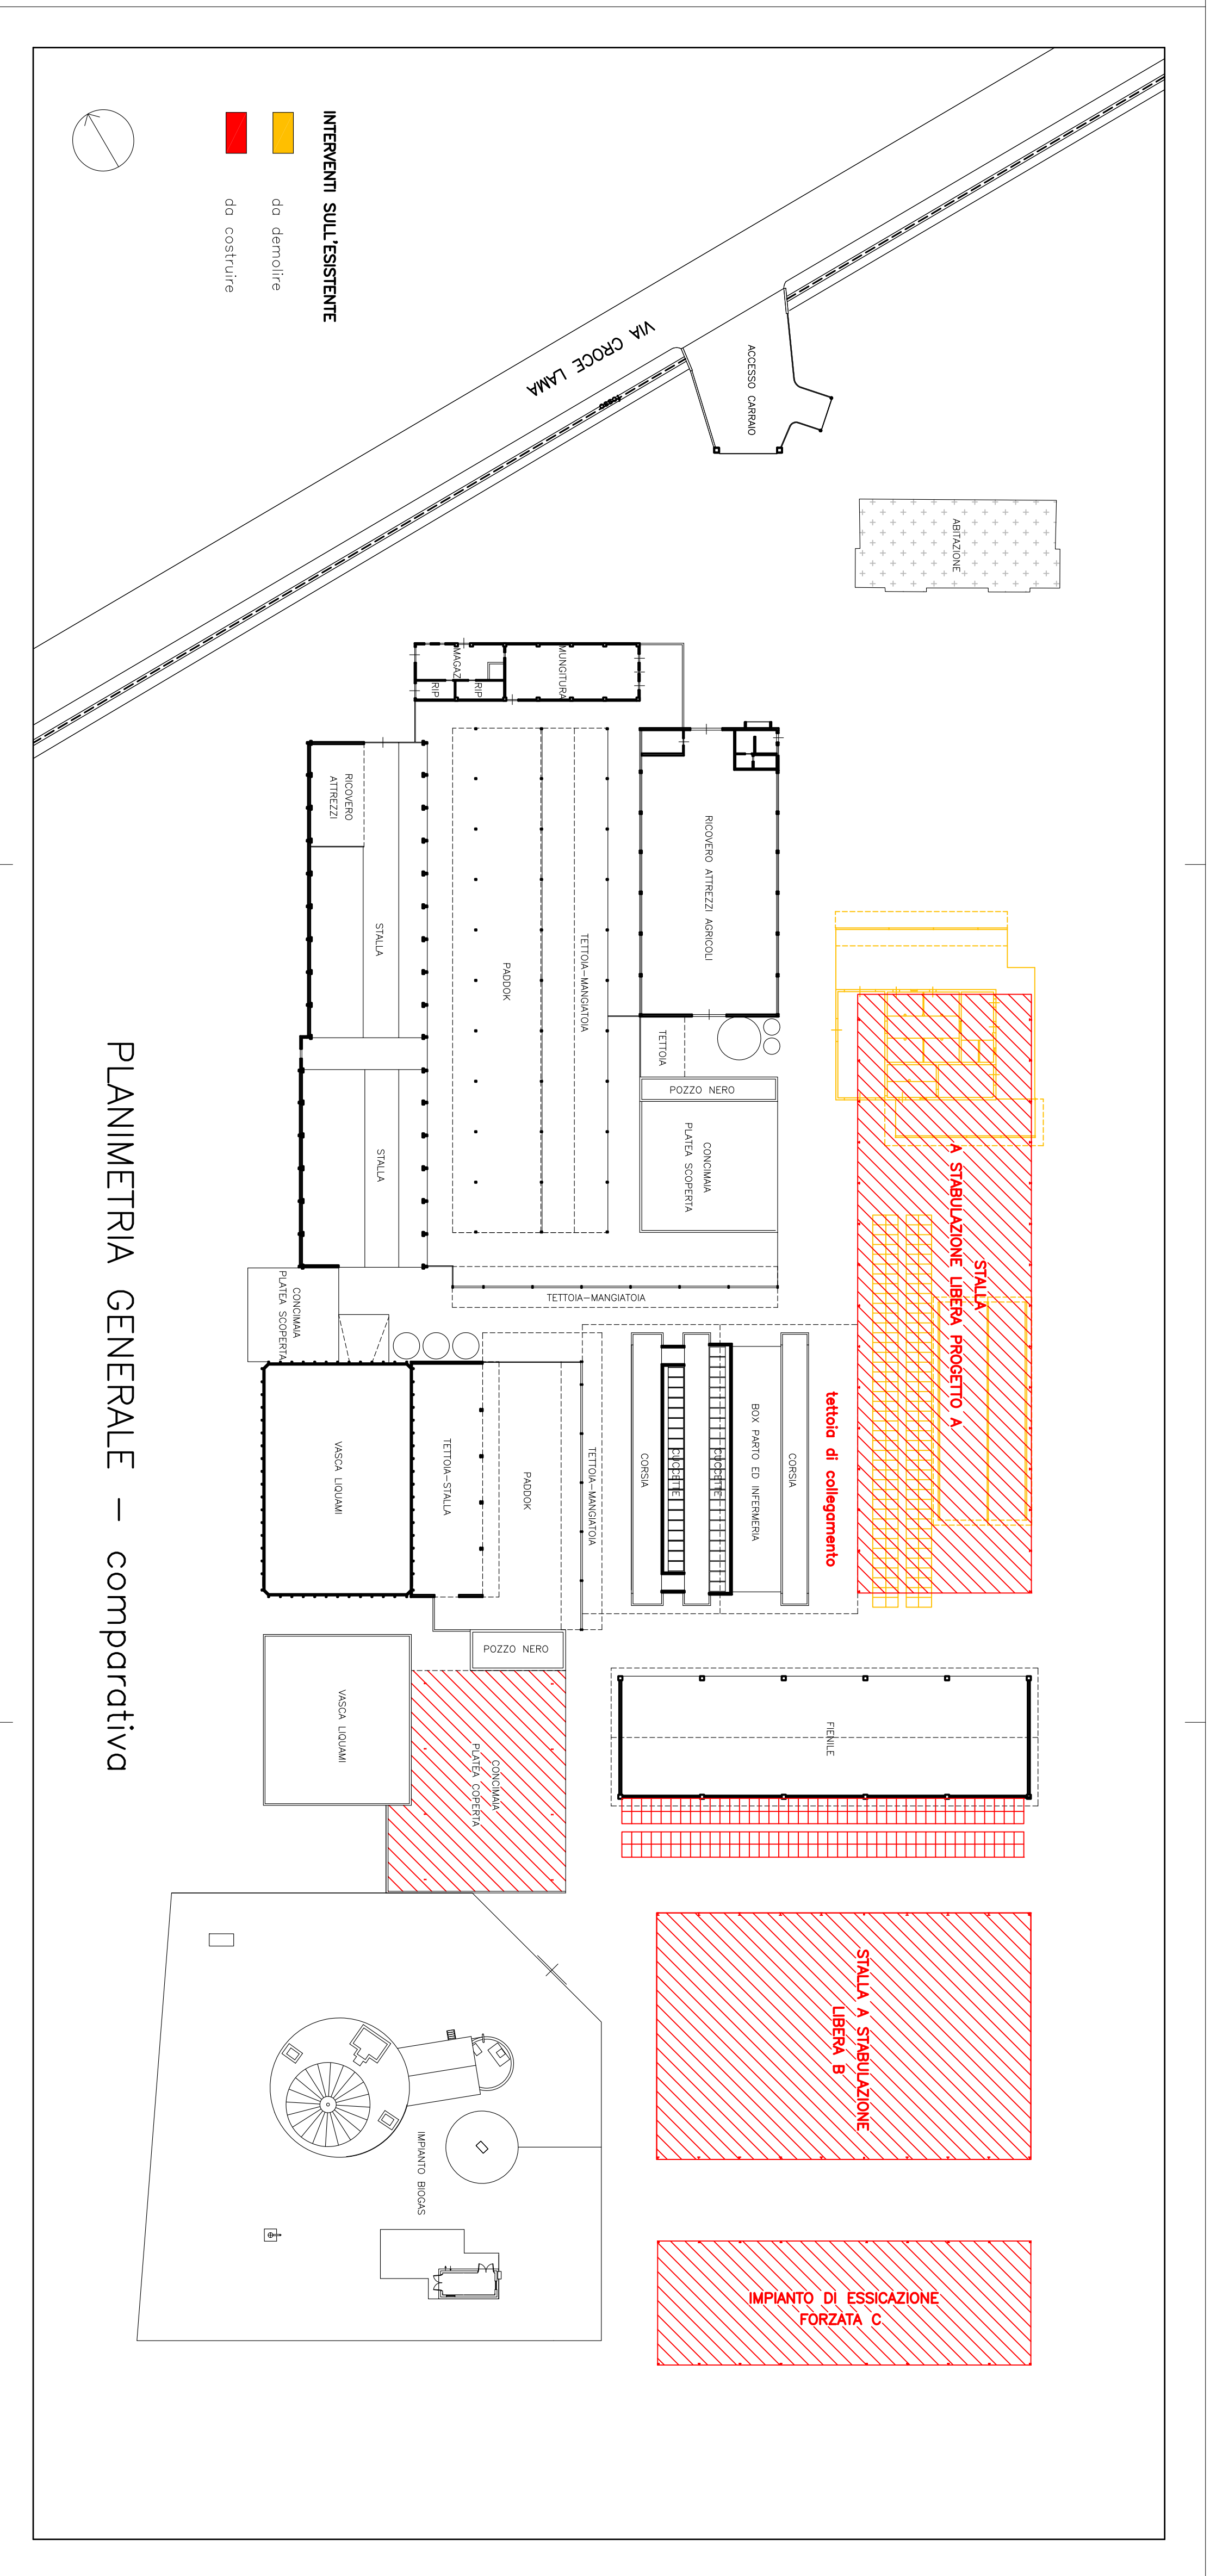 INTERVENTI SULL'ESISTENTE
da demolire
da costruire
VIA CROCE LAMA
fosso
ACCESSO CARRAIO
ABITAZIONE
MAGAZ
RIP
RIP
MUNGITURA
RICOVERO
ATTREZZI
STALLA
STALLA
PADDOK
TETTOIA-MANGIATOIA
RICOVERO ATTREZZI AGRICOLI
TETTOIA
POZZO NERO
CONCIMAIA
PLATEA SCOPERTA
TETTOIA-MANGIATOIA
CONCIMAIA
PLATEA SCOPERTA
STALLA
A STABULAZIONE LIBERA PROGETTO A
tettoia di collegamento
CORSIA
BOX PARTO ED INFERMERIA
CUCCETTE
CUCCETTE
CORSIA
TETTOIA-MANGIATOIA
PADDOK
TETTOIA-STALLA
VASCA LIQUAMI
POZZO NERO
VASCA LIQUAMI
CONCIMAIA
PLATEA COPERTA
FIENILE
STALLA A STABULAZIONE
LIBERA B
IMPIANTO BIOGAS
IMPIANTO DI ESSICAZIONE
FORZATA C
PLANIMETRIA GENERALE - comparativa